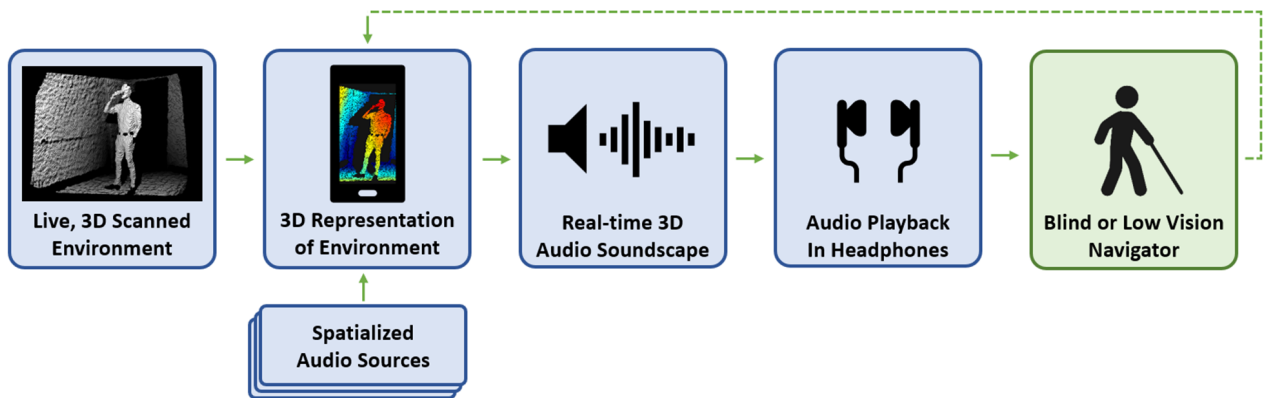 Live, 3D Scanned
Environment
3D Representation
of Environment
Real-time 3D
Audio Soundscape
Audio Playback
In Headphones
Blind or Low Vision
Navigator
Spatialized
Audio Sources